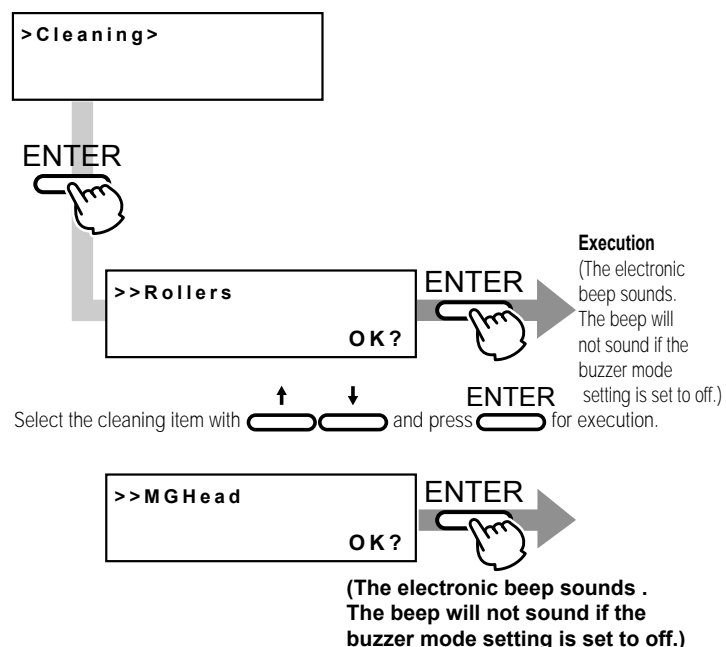 >Cleaning>
ENTER
>>Rollers
OK?
ENTER
Execution
(The electronic
beep sounds.
The beep will
not sound if the
buzzer mode
setting is set to off.)
↑ ↓ ENTER
Select the cleaning item with and press for execution.
>>MGHead
OK?
ENTER
(The electronic beep sounds .
The beep will not sound if the
buzzer mode setting is set to off.)